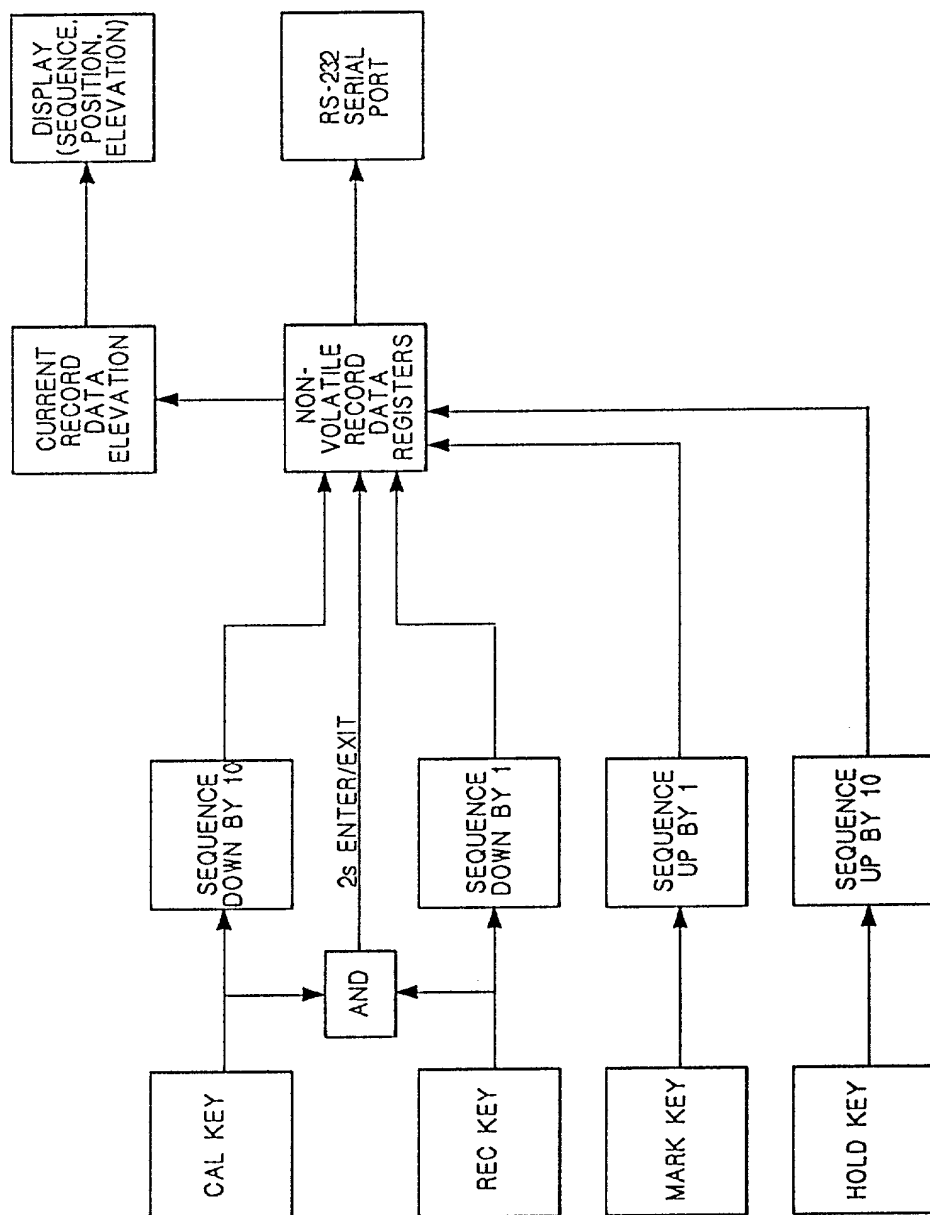 CAL KEY
REC KEY
MARK KEY
HOLD KEY
AND
SEQUENCE
DOWN BY 10
2s ENTER/EXIT
SEQUENCE
DOWN BY 1
SEQUENCE
UP BY 1
SEQUENCE
UP BY 10
CURRENT
RECORD
DATA
ELEVATION
NON-
VOLATILE
RECORD
DATA
REGISTERS
DISPLAY
(SEQUENCE,
POSITION,
ELEVATION)
RS-232
SERIAL
PORT